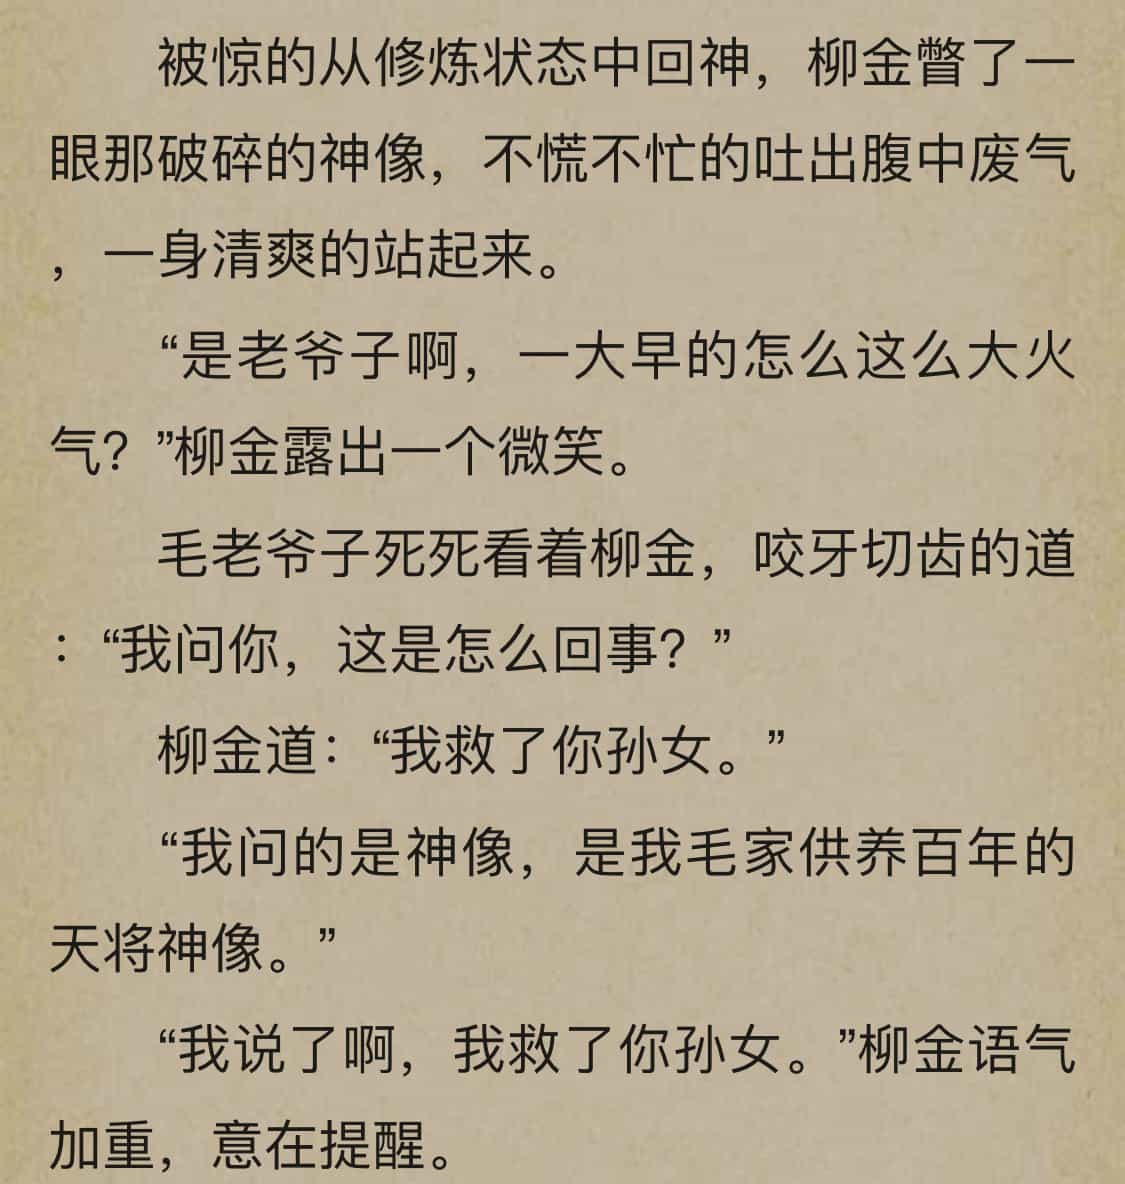 被惊的从修炼状态中回神，柳金瞥了一
眼那破碎的神像，不慌不忙的吐出腹中废气
，一身清爽的站起来。
“是老爷子啊，一大早的怎么这么大火
气？”柳金露出一个微笑。
毛老爷子死死看着柳金，咬牙切齿的道
：“我问你，这是怎么回事？”
柳金道：“我救了你孙女。”
“我问的是神像，是我毛家供养百年的
天将神像。”
“我说了啊，我救了你孙女。”柳金语气
加重，意在提醒。